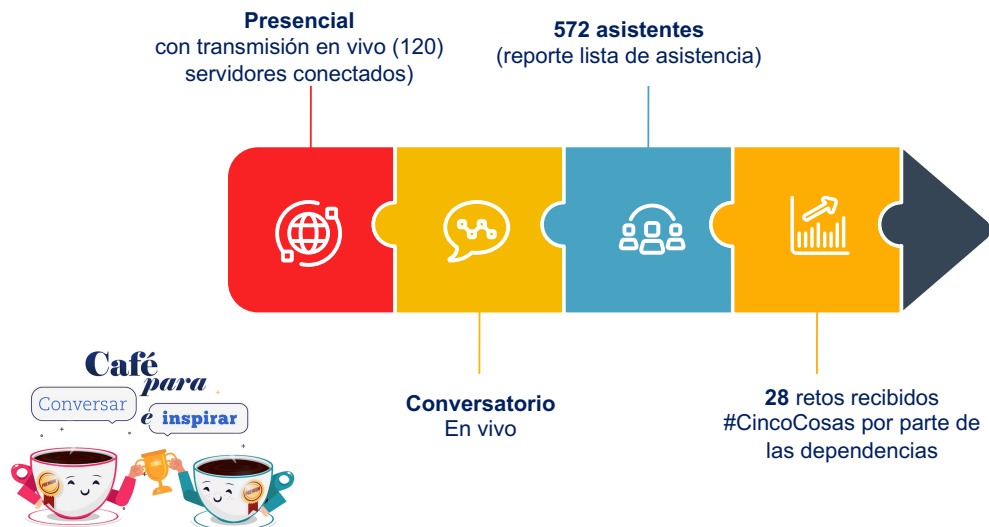 Presencial
con transmisión en vivo (120)
servidores conectados)
572 asistentes
(reporte lista de asistencia)
Conversatorio
En vivo
28 retos recibidos
#CincoCosas por parte de
las dependencias
Café
para
Conversar
e inspirar